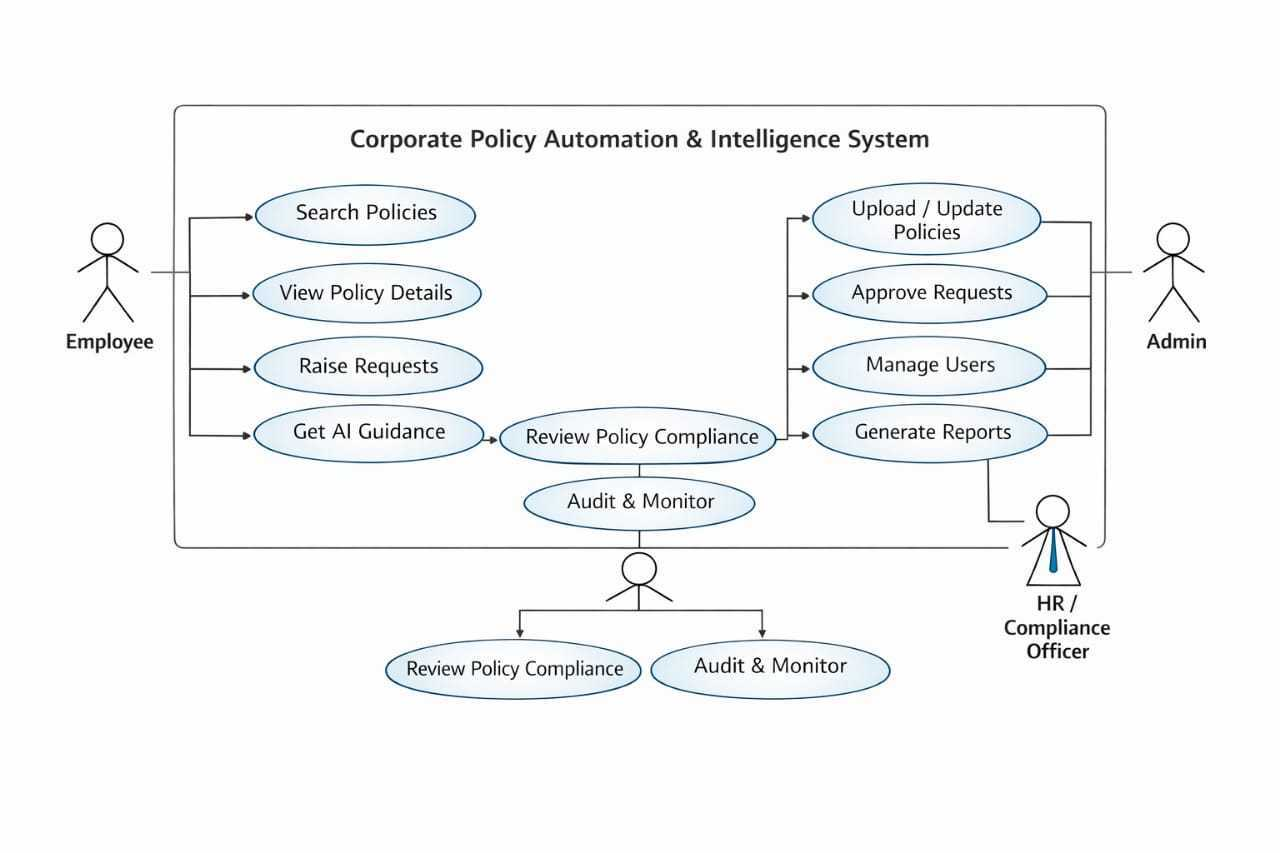 Corporate Policy Automation & Intelligence System
Search Policies
View Policy Details
Raise Requests
Get AI Guidance
Employee
Review Policy Compliance
Audit & Monitor
Upload / Update
Policies
Approve Requests
Manage Users
Generate Reports
Admin
HR /
Compliance
Officer
Review Policy Compliance
Audit & Monitor